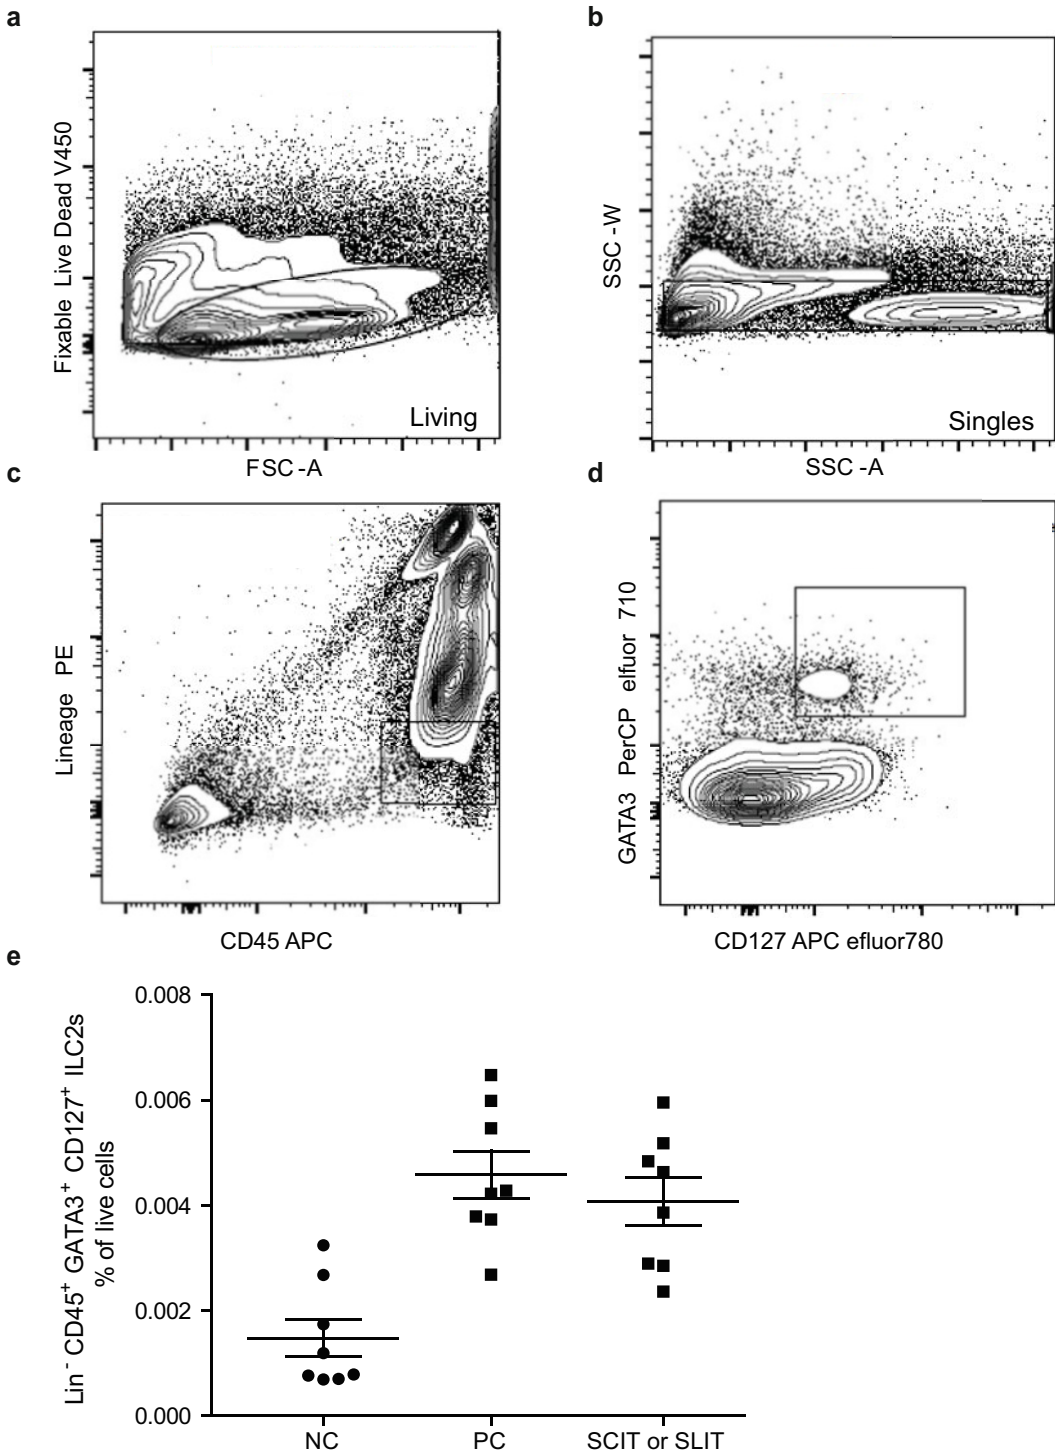 a
Fixable Live Dead V450
Living
FSC-A
b
SSC-W
Singles
SSC-A
c
Lineage PE
CD45 APC
d
GATA3 PerCP elfuor 710
CD127 APC efluor780
e
Lin- CD45+ GATA3+ CD127+ ILC2s
% of live cells
0.008
0.006
0.004
0.002
0.000
NC
PC
SCIT or SLIT